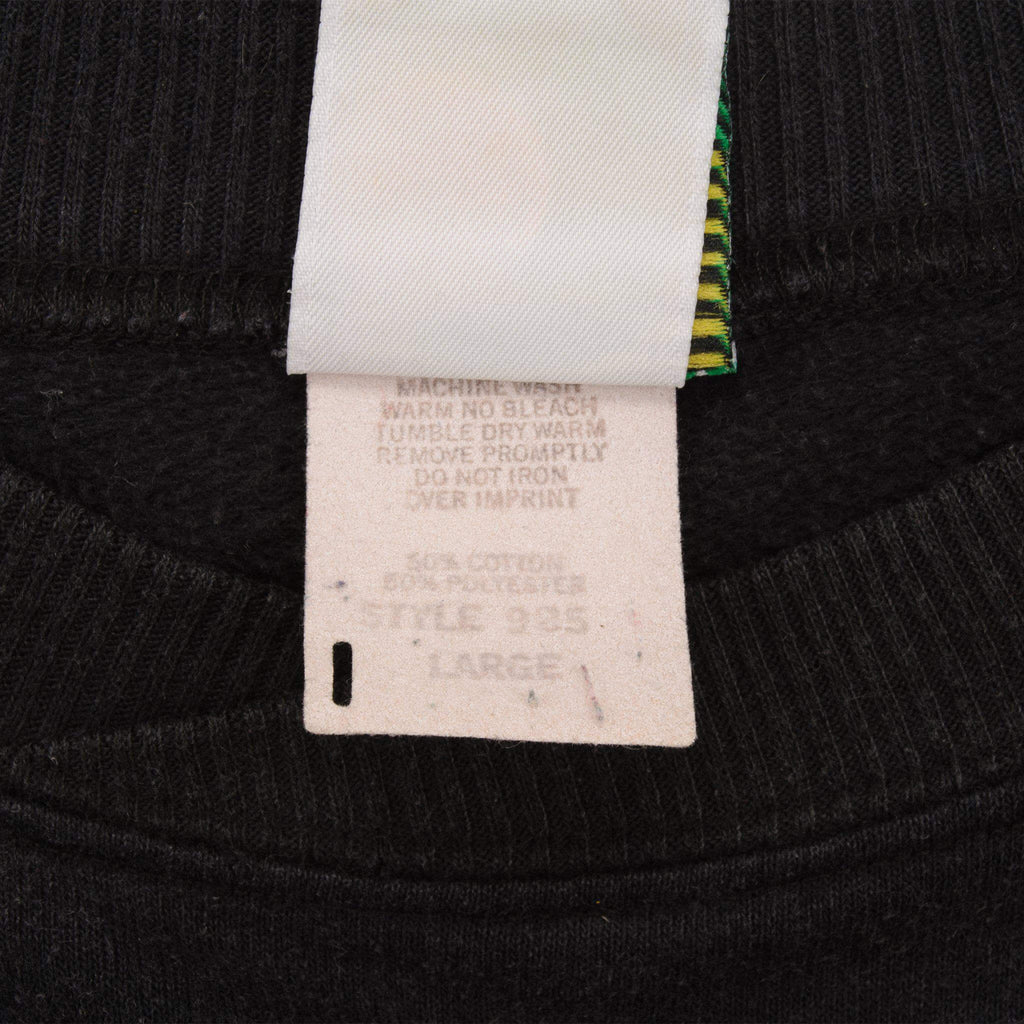 MACHINE WASH
WARM NO BLEACH
TUMBLE DRY WARM
REMOVE PROMPTLY
DO NOT IRON
OVER IMPRINT
50% COTTON
50% POLYESTER
STYLE 985
LARGE